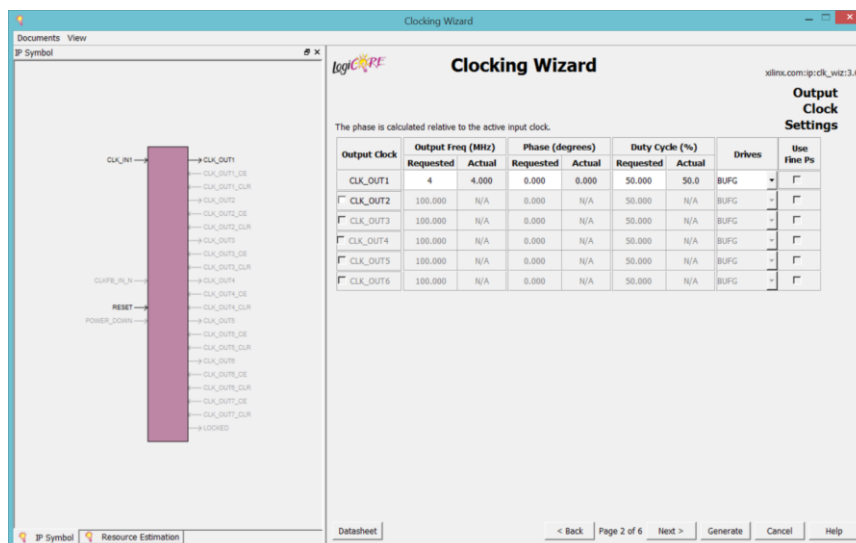 Clocking Wizard
Documents View
IP Symbol
CLK_IN1
CLKFB_IN_N
RESET
POWER_DOWN
CLK_OUT1
CLK_OUT1_CE
CLK_OUT1_CLR
CLK_OUT2
CLK_OUT2_CE
CLK_OUT2_CLR
CLK_OUT3
CLK_OUT3_CE
CLK_OUT3_CLR
CLK_OUT4
CLK_OUT4_CE
CLK_OUT4_CLR
CLK_OUT5
CLK_OUT5_CE
CLK_OUT5_CLR
CLK_OUT6
CLK_OUT6_CE
CLK_OUT6_CLR
CLK_OUT7_CE
CLK_OUT7_CLR
LOCKED
IP Symbol Resource Estimation
LogiCORE
Clocking Wizard
xilinx.com:ip:clk_wiz:3.
Output
Clock
Settings
The phase is calculated relative to the active input clock.
Output Clock Output Freq (MHz) Phase (degrees) Duty Cycle (%) Drives Use Fine Ps
Requested Actual Requested Actual Requested Actual
CLK_OUT1 4 4.000 0.000 0.000 50.000 50.0 BUFG
CLK_OUT2 100.000 N/A 0.000 N/A 50.000 N/A BUFG
CLK_OUT3 100.000 N/A 0.000 N/A 50.000 N/A BUFG
CLK_OUT4 100.000 N/A 0.000 N/A 50.000 N/A BUFG
CLK_OUT5 100.000 N/A 0.000 N/A 50.000 N/A BUFG
CLK_OUT6 100.000 N/A 0.000 N/A 50.000 N/A BUFG
Datasheet < Back Page 2 of 6 Next > Generate Cancel Help